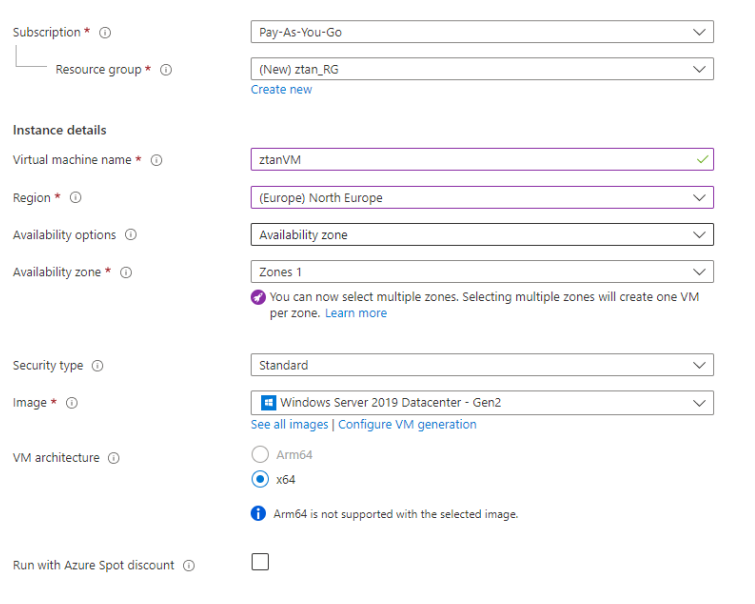 Subscription * Pay-As-You-Go
Resource group * (New) ztan_RG
Create new
Instance details
Virtual machine name * ztanVM
Region * (Europe) North Europe
Availability options Availability zone
Availability zone * Zones 1
You can now select multiple zones. Selecting multiple zones will create one VM
per zone. Learn more
Security type Standard
Image * Windows Server 2019 Datacenter - Gen2
See all images | Configure VM generation
VM architecture Arm64
x64
Arm64 is not supported with the selected image.
Run with Azure Spot discount